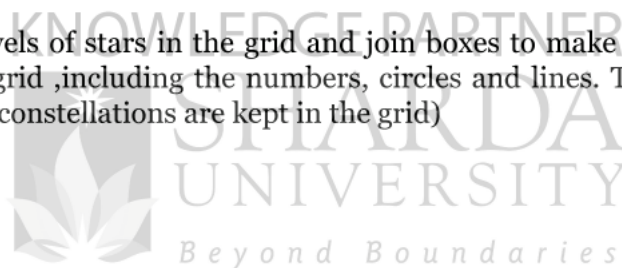 KNOWLEDGE PARTNER
vels of stars in the grid and join boxes to make
grid ,including the numbers, circles and lines. T
constellations are kept in the grid)
SHARDA
UNIVERSITY
Beyond Boundaries